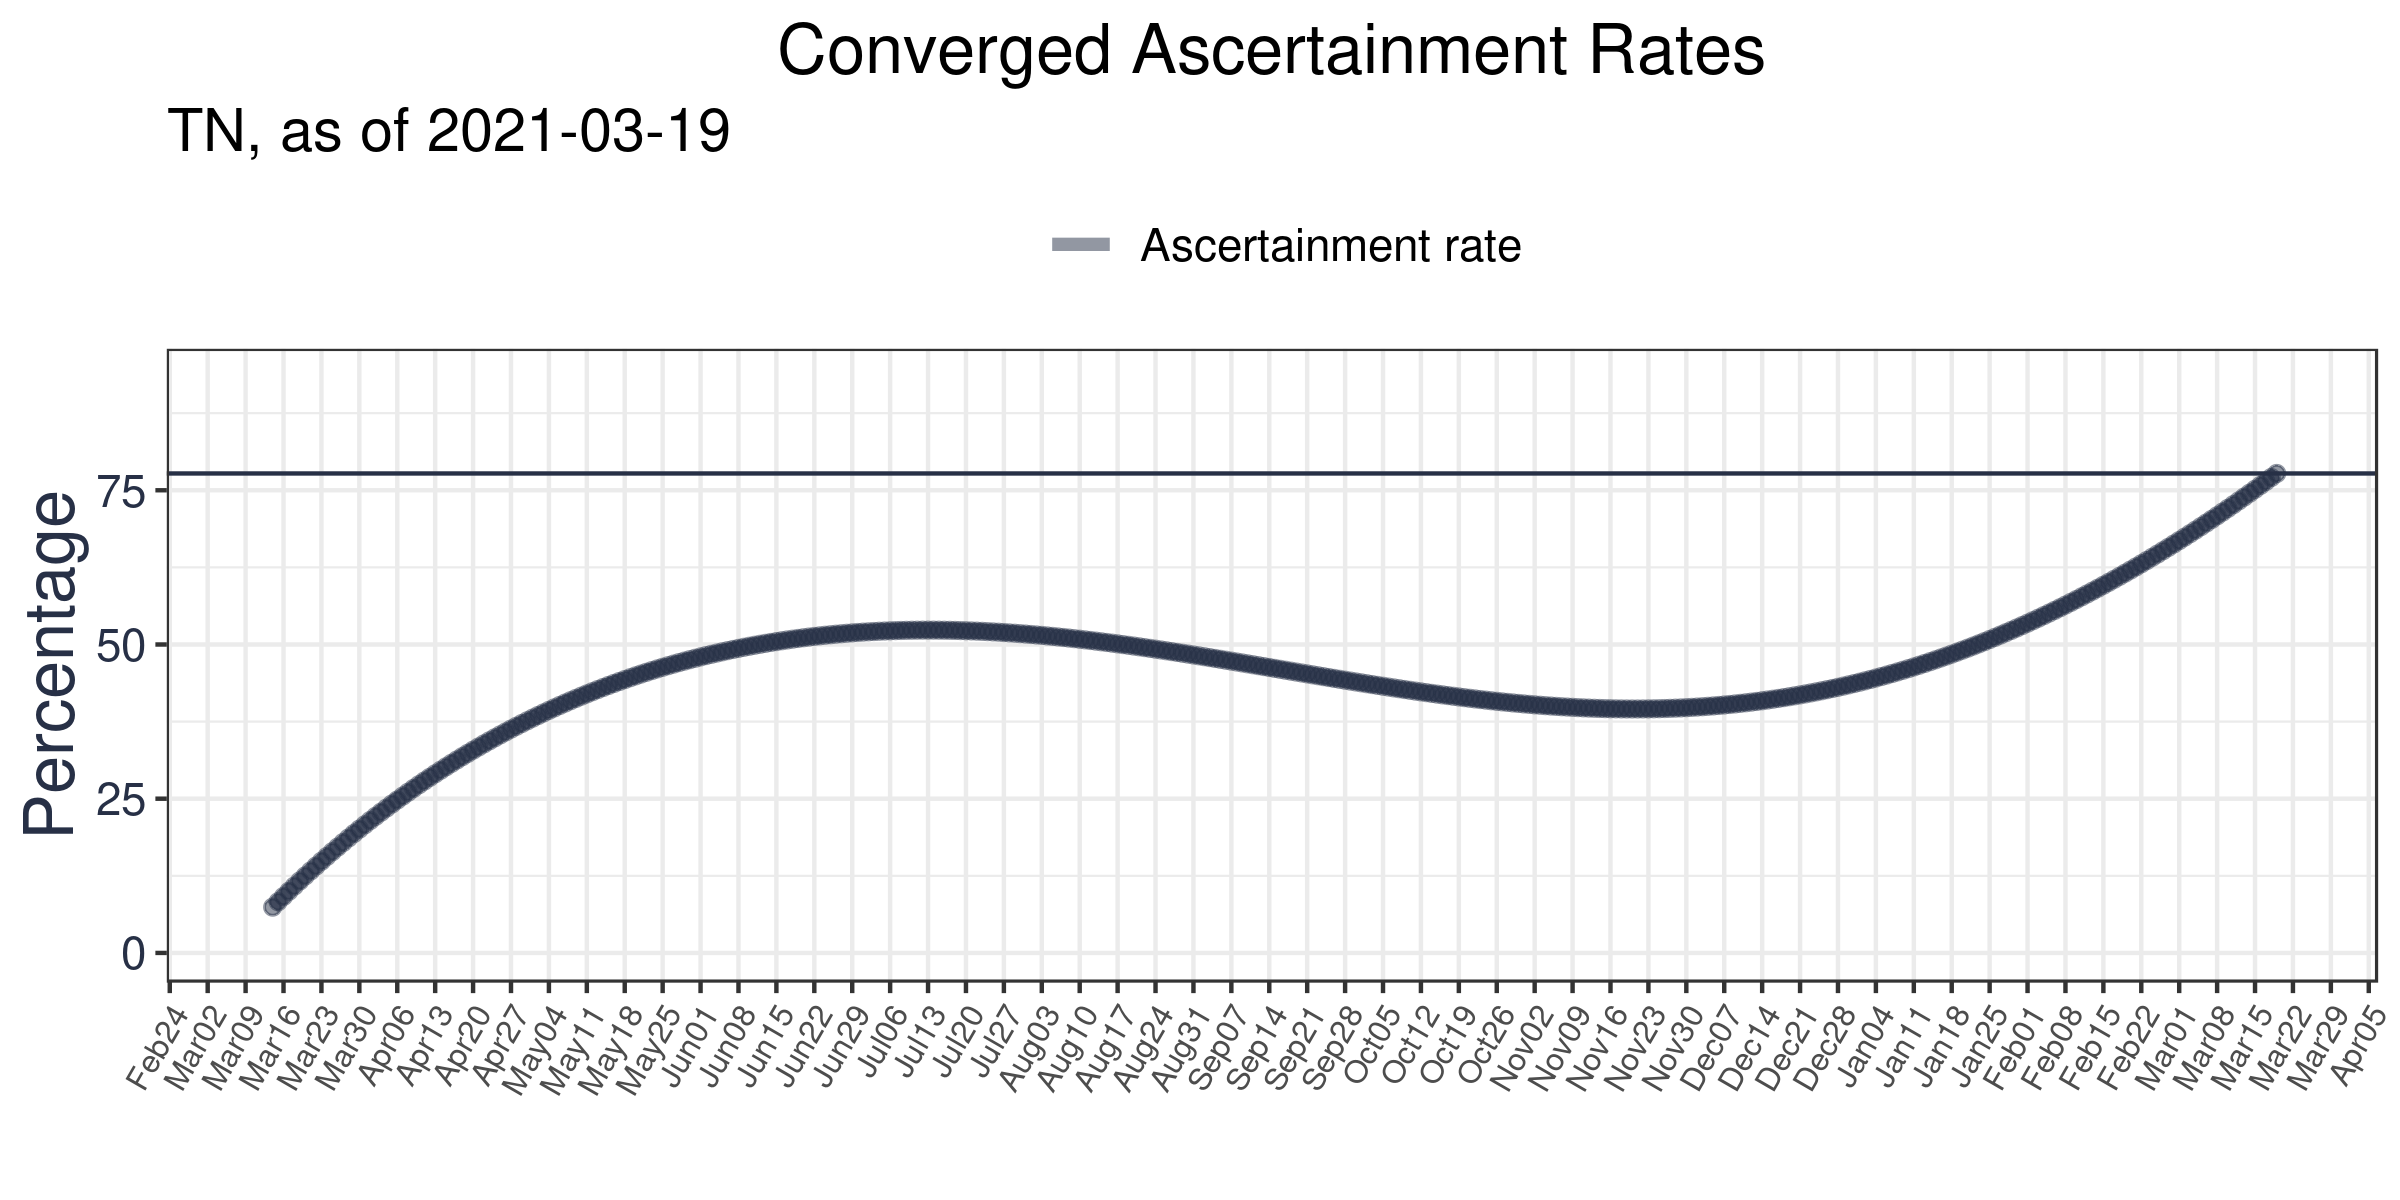 Converged Ascertainment Rates
TN, as of 2021-03-19
Ascertainment rate
Percentage
75
50
25
0
Feb24 Mar02 Mar09 Mar16 Mar23 Mar30 Apr06 Apr13 Apr20 Apr27 May04 May11 May18 May25 Jun01 Jun08 Jun15 Jun22 Jun29 Jul06 Jul13 Jul20 Jul27 Aug03 Aug10 Aug17 Aug24 Aug31 Sep07 Sep14 Sep21 Sep28 Oct05 Oct12 Oct19 Oct26 Nov02 Nov09 Nov16 Nov23 Nov30 Dec07 Dec14 Dec21 Dec28 Jan04 Jan11 Jan18 Jan25 Feb01 Feb08 Feb15 Feb22 Mar01 Mar08 Mar15 Mar22 Mar29 Apr05